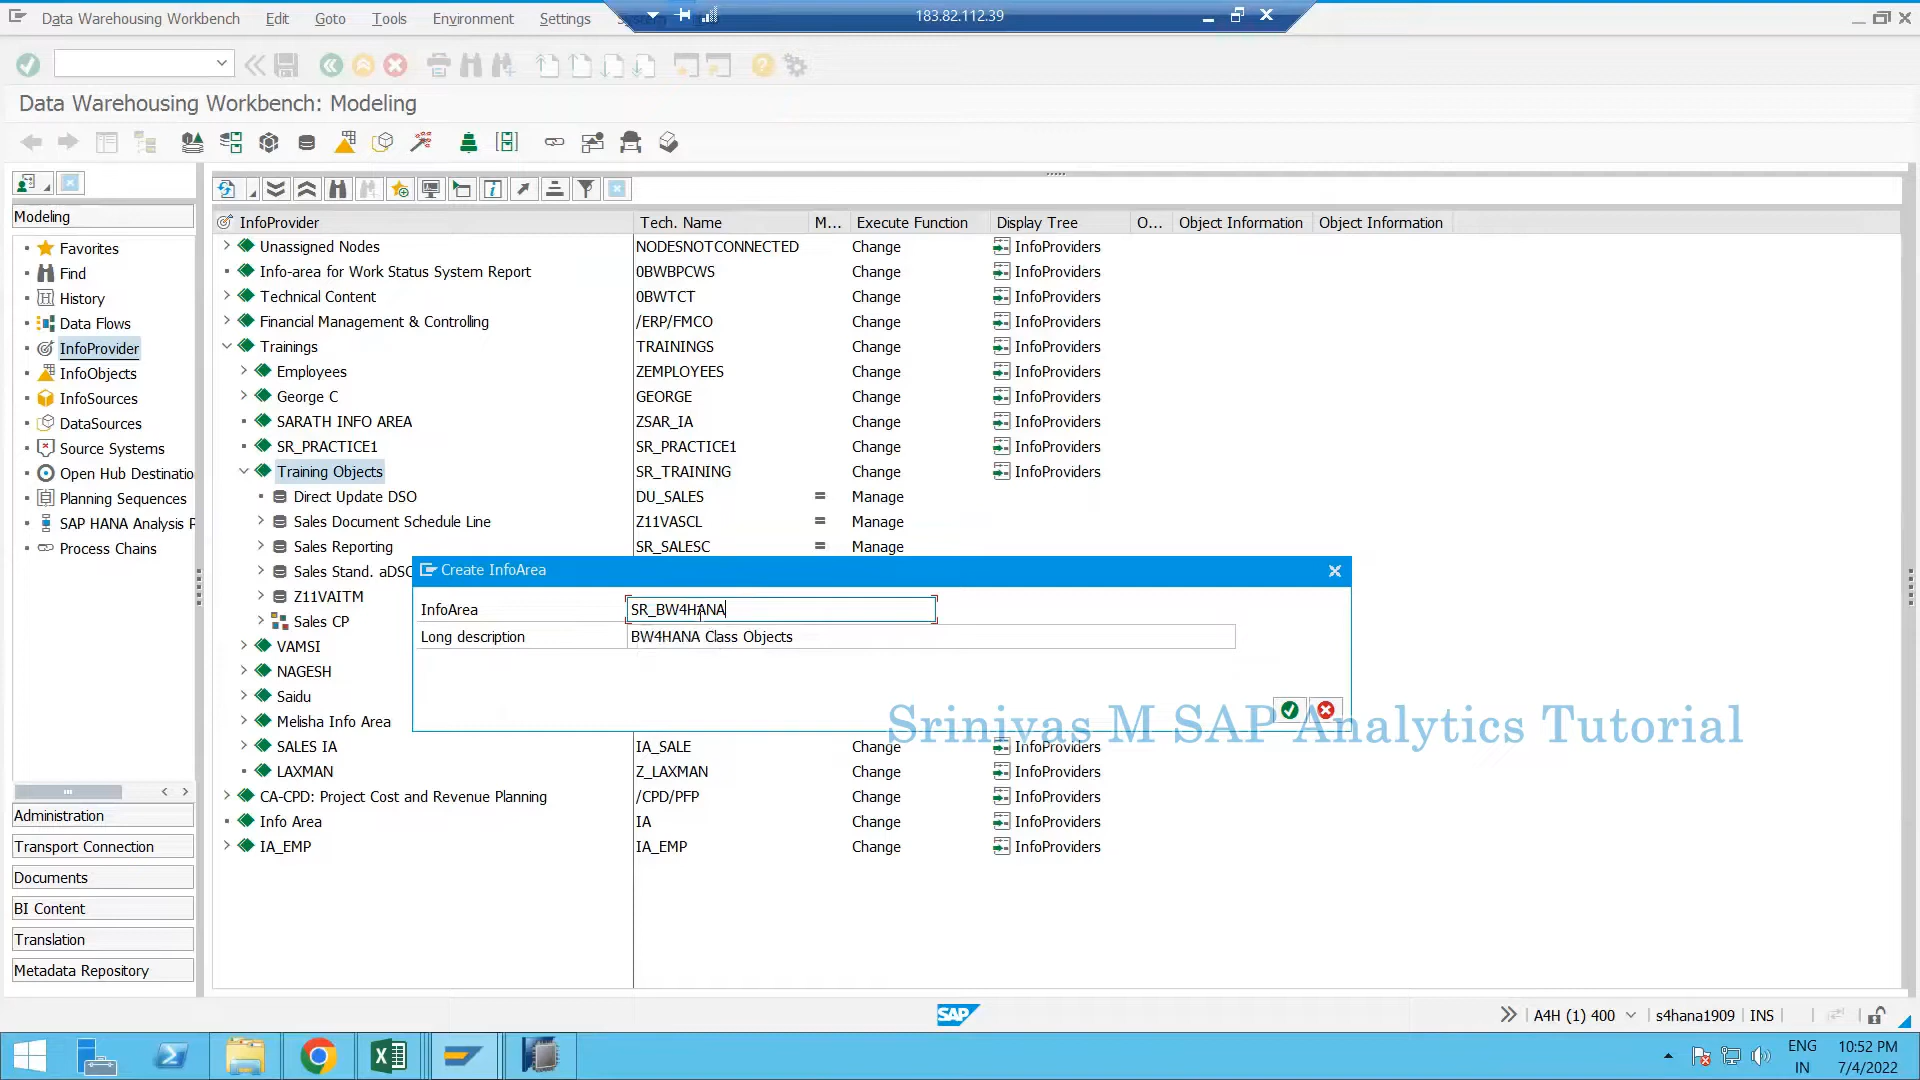 Data Warehousing Workbench Edit Goto Tools Environment Settings
183.82.112.39
Data Warehousing Workbench: Modeling
Modeling
Favorites
Find
History
Data Flows
InfoProvider
InfoObjects
InfoSources
DataSources
Source Systems
Open Hub Destinatio
Planning Sequences
SAP HANA Analysis P
Process Chains
Administration
Transport Connection
Documents
BI Content
Translation
Metadata Repository
InfoProvider Tech. Name M... Execute Function Display Tree O... Object Information Object Information
Unassigned Nodes NODESNOTCONNECTED Change InfoProviders
Info-area for Work Status System Report 0BWBPCWS Change InfoProviders
Technical Content 0BWTCT Change InfoProviders
Financial Management & Controlling /ERP/FMCO Change InfoProviders
Trainings TRAININGS Change InfoProviders
Employees ZEMPLOYEES Change InfoProviders
George C GEORGE Change InfoProviders
SARATH INFO AREA ZSAR_IA Change InfoProviders
SR_PRACTICE1 SR_PRACTICE1 Change InfoProviders
Training Objects SR_TRAINING Change InfoProviders
Direct Update DSO DU_SALES = Manage
Sales Document Schedule Line Z11VASCL = Manage
Sales Reporting SR_SALESC = Manage
Sales Stand. aDSC
Z11VAITM
Sales CP
VAMSI
NAGESH
Saidu
Melisha Info Area
SALES IA IA_SALE Change InfoProviders
LAXMAN Z_LAXMAN Change InfoProviders
CA-CPD: Project Cost and Revenue Planning /CPD/PFP Change InfoProviders
Info Area IA Change InfoProviders
IA_EMP IA_EMP Change InfoProviders
Create InfoArea
InfoArea SR_BW4HANA
Long description BW4HANA Class Objects
Srinivas M SAP Analytics Tutorial
SAP
A4H (1) 400 s4hana1909 INS
ENG 10:52 PM
IN 7/4/2022